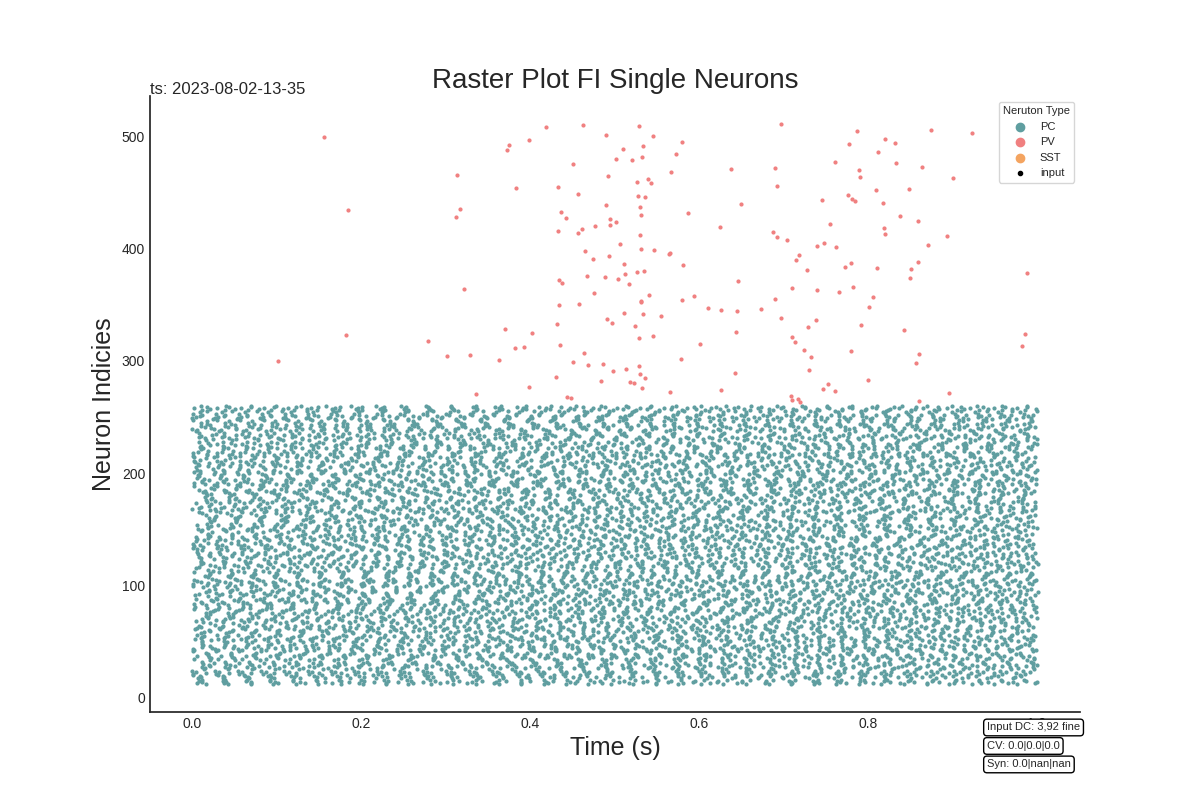 Raster Plot FI Single Neurons
ts: 2023-08-02-13-35
Neruton Type
PC
PV
SST
input
500
400
300
200
100
0
Neuron Indicies
0.0 0.2 0.4 0.6 0.8
Time (s)
Input DC: 3,92 fine
CV: 0.0|0.0|0.0
Syn: 0.0|nan|nan